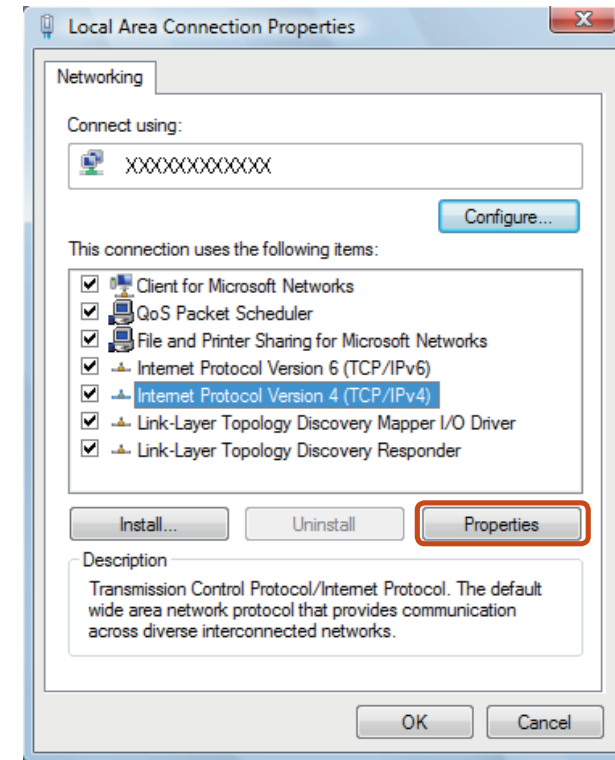 Local Area Connection Properties
Networking
Connect using:
XXXXXXXXXXXX
Configure...
This connection uses the following items:
Client for Microsoft Networks
QoS Packet Scheduler
File and Printer Sharing for Microsoft Networks
Internet Protocol Version 6 (TCP/IPv6)
Internet Protocol Version 4 (TCP/IPv4)
Link-Layer Topology Discovery Mapper I/O Driver
Link-Layer Topology Discovery Responder
Install... Uninstall Properties
Description
Transmission Control Protocol/Internet Protocol. The default
wide area network protocol that provides communication
across diverse interconnected networks.
OK Cancel